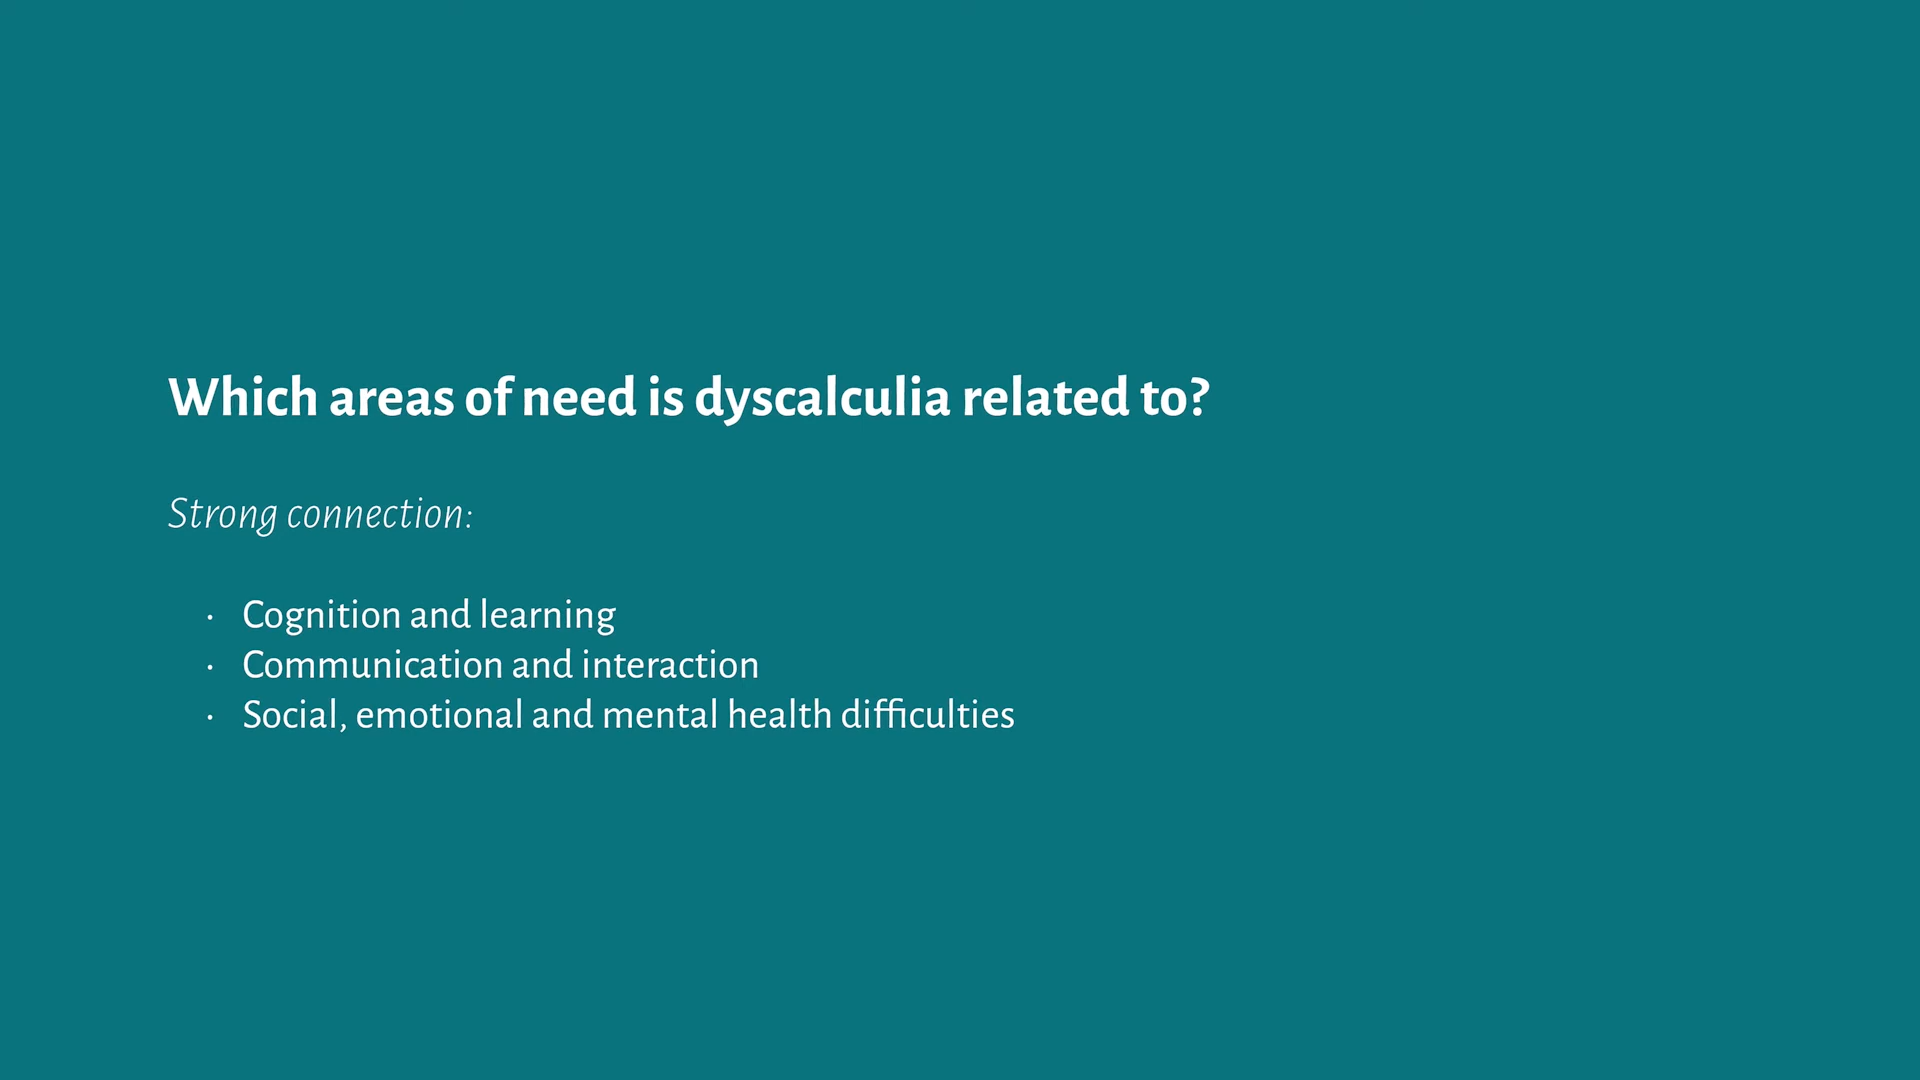 Which areas of need is dyscalculia related to?
Strong connection:
· Cognition and learning
· Communication and interaction
· Social, emotional and mental health difficulties